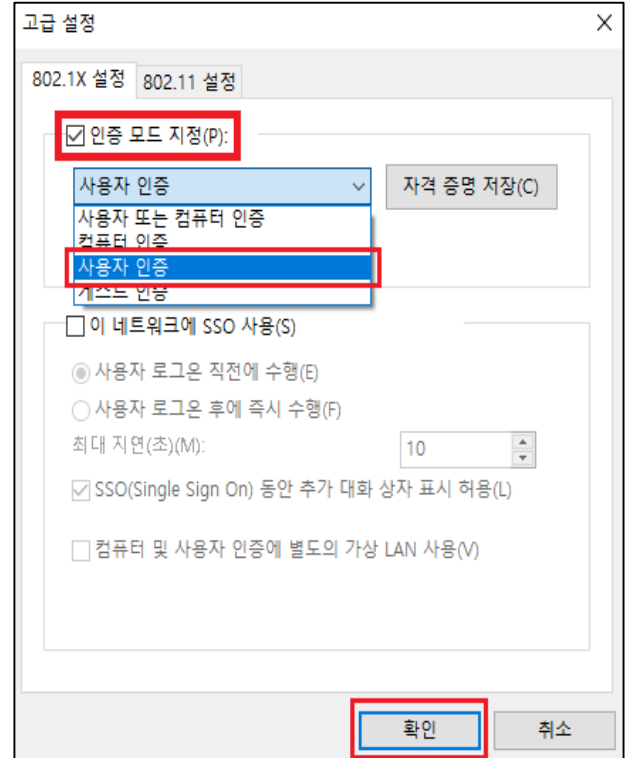 고급 설정
802.1X 설정 802.11 설정
인증 모드 지정(P):
사용자 인증 자격 증명 저장(C)
사용자 또는 컴퓨터 인증
컴퓨터 인증
사용자 인증
게스트 인증
이 네트워크에 SSO 사용(S)
사용자 로그온 직전에 수행(E)
사용자 로그온 후에 즉시 수행(F)
최대 지연(초)(M): 10
SSO(Single Sign On) 동안 추가 대화 상자 표시 허용(L)
컴퓨터 및 사용자 인증에 별도의 가상 LAN 사용(V)
확인 취소